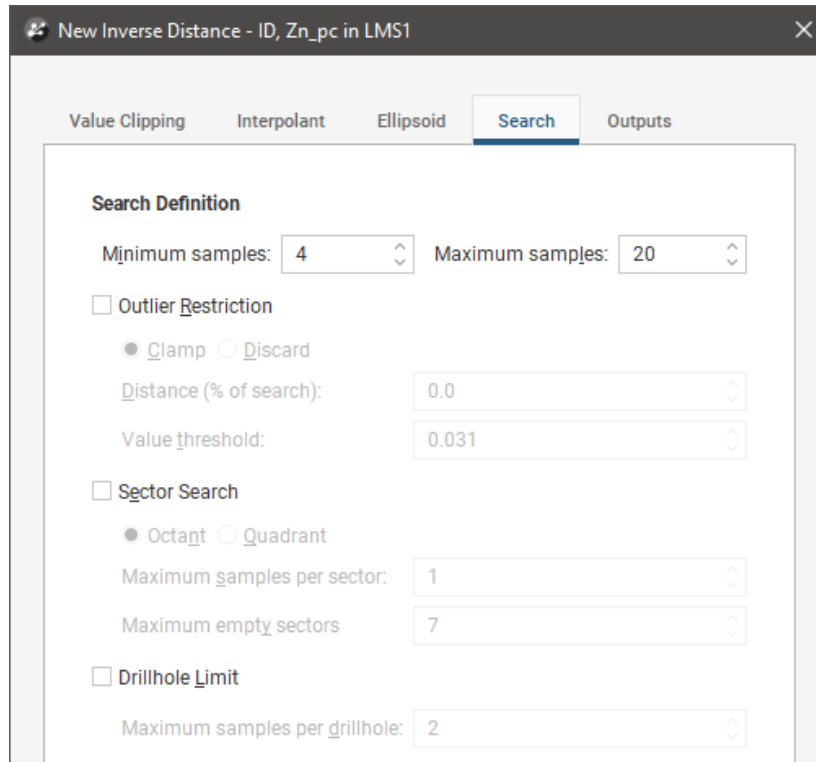 New Inverse Distance - ID, Zn_pc in LMS1
Value Clipping Interpolant Ellipsoid Search Outputs
Search Definition
Minimum samples: 4 Maximum samples: 20
Outlier Restriction
Clamp Discard
Distance (% of search): 0.0
Value threshold: 0.031
Sector Search
Octant Quadrant
Maximum samples per sector: 1
Maximum empty sectors 7
Drillhole Limit
Maximum samples per drillhole: 2